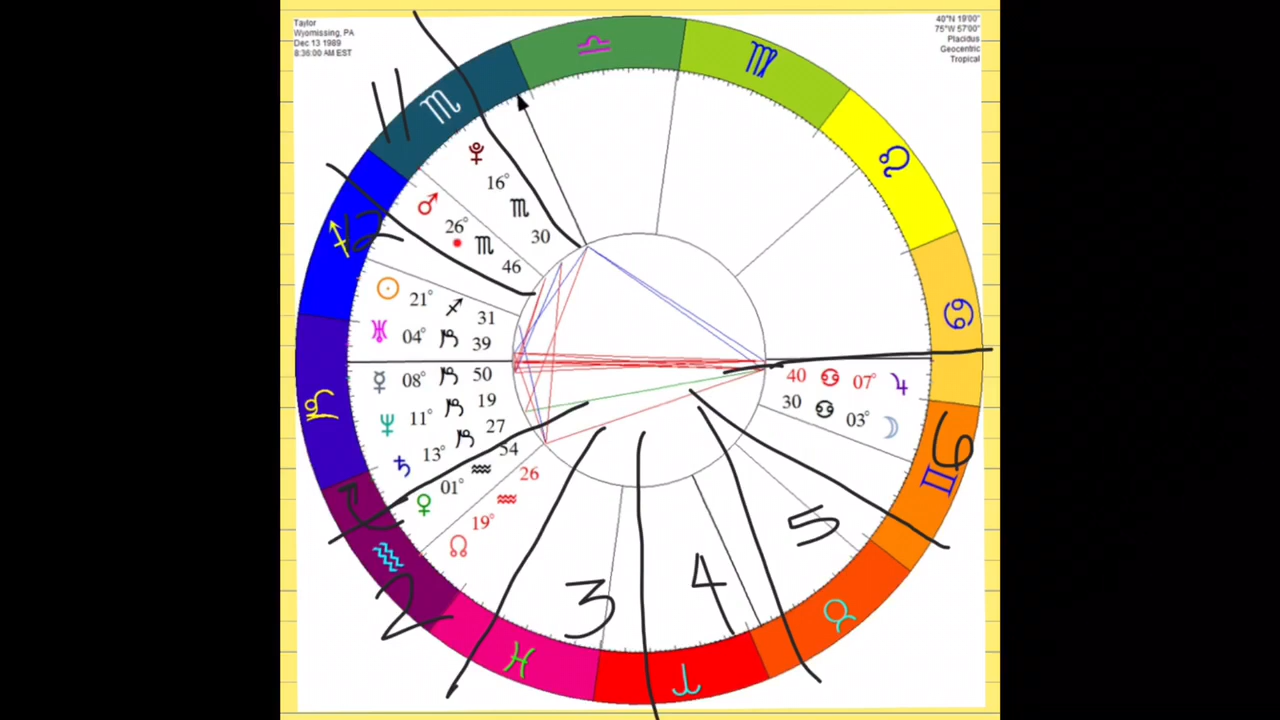 Taylor
Wyomissing, PA
Dec 13 1989
8:36:00 AM EST
40°N 19'00"
75°W 57'00"
Placidus
Geocentric
Tropical
♎
♍
♏
♌
11
♇
16° ♏ 30
♂
26° ♏ 46
♐
12
☉ 21° ♐ 31
♋
♅ 04° ♑ 39
☿ 08° ♑ 50
40 ♋ 07° ♃
♑
♆ 11° ♑ 19
30 ♋ 03° ☽
♄ 13° ♑ 27
6
♊
♀ 01° ♒ 54
☊ 19° ♒ 26
5
♒
2
3
4
♉
♓
♈